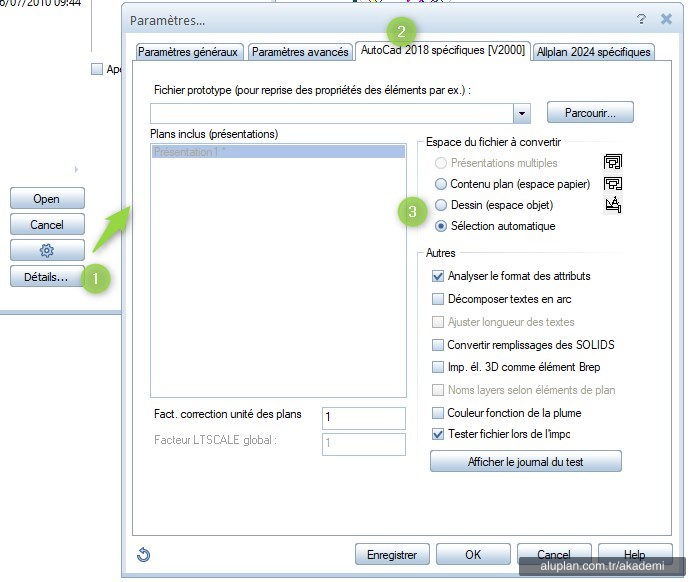 6/07/2010 09:44
Paramètres...
2
Paramètres généraux
Paramètres avancés
AutoCad 2018 spécifiques [V2000]
Allplan 2024 spécifiques
Fichier prototype (pour reprise des propriétés des éléments par ex.) :
Parcourir...
Plans inclus (présentations)
Présentation1 *
Espace du fichier à convertir
Présentations multiples
Contenu plan (espace papier)
3
Dessin (espace objet)
Sélection automatique
Open
Cancel
Détails...
1
Autres
Analyser le format des attributs
Décomposer textes en arc
Ajuster longueur des textes
Convertir remplissages des SOLIDS
Imp. él. 3D comme élément Brep
Noms layers selon éléments de plan
Couleur fonction de la plume
Tester fichier lors de l'impc
Afficher le journal du test
Fact. correction unité des plans
1
Facteur LTSCALE global :
1
Enregistrer
OK
Cancel
Help
aluplan.com.tr/akademi